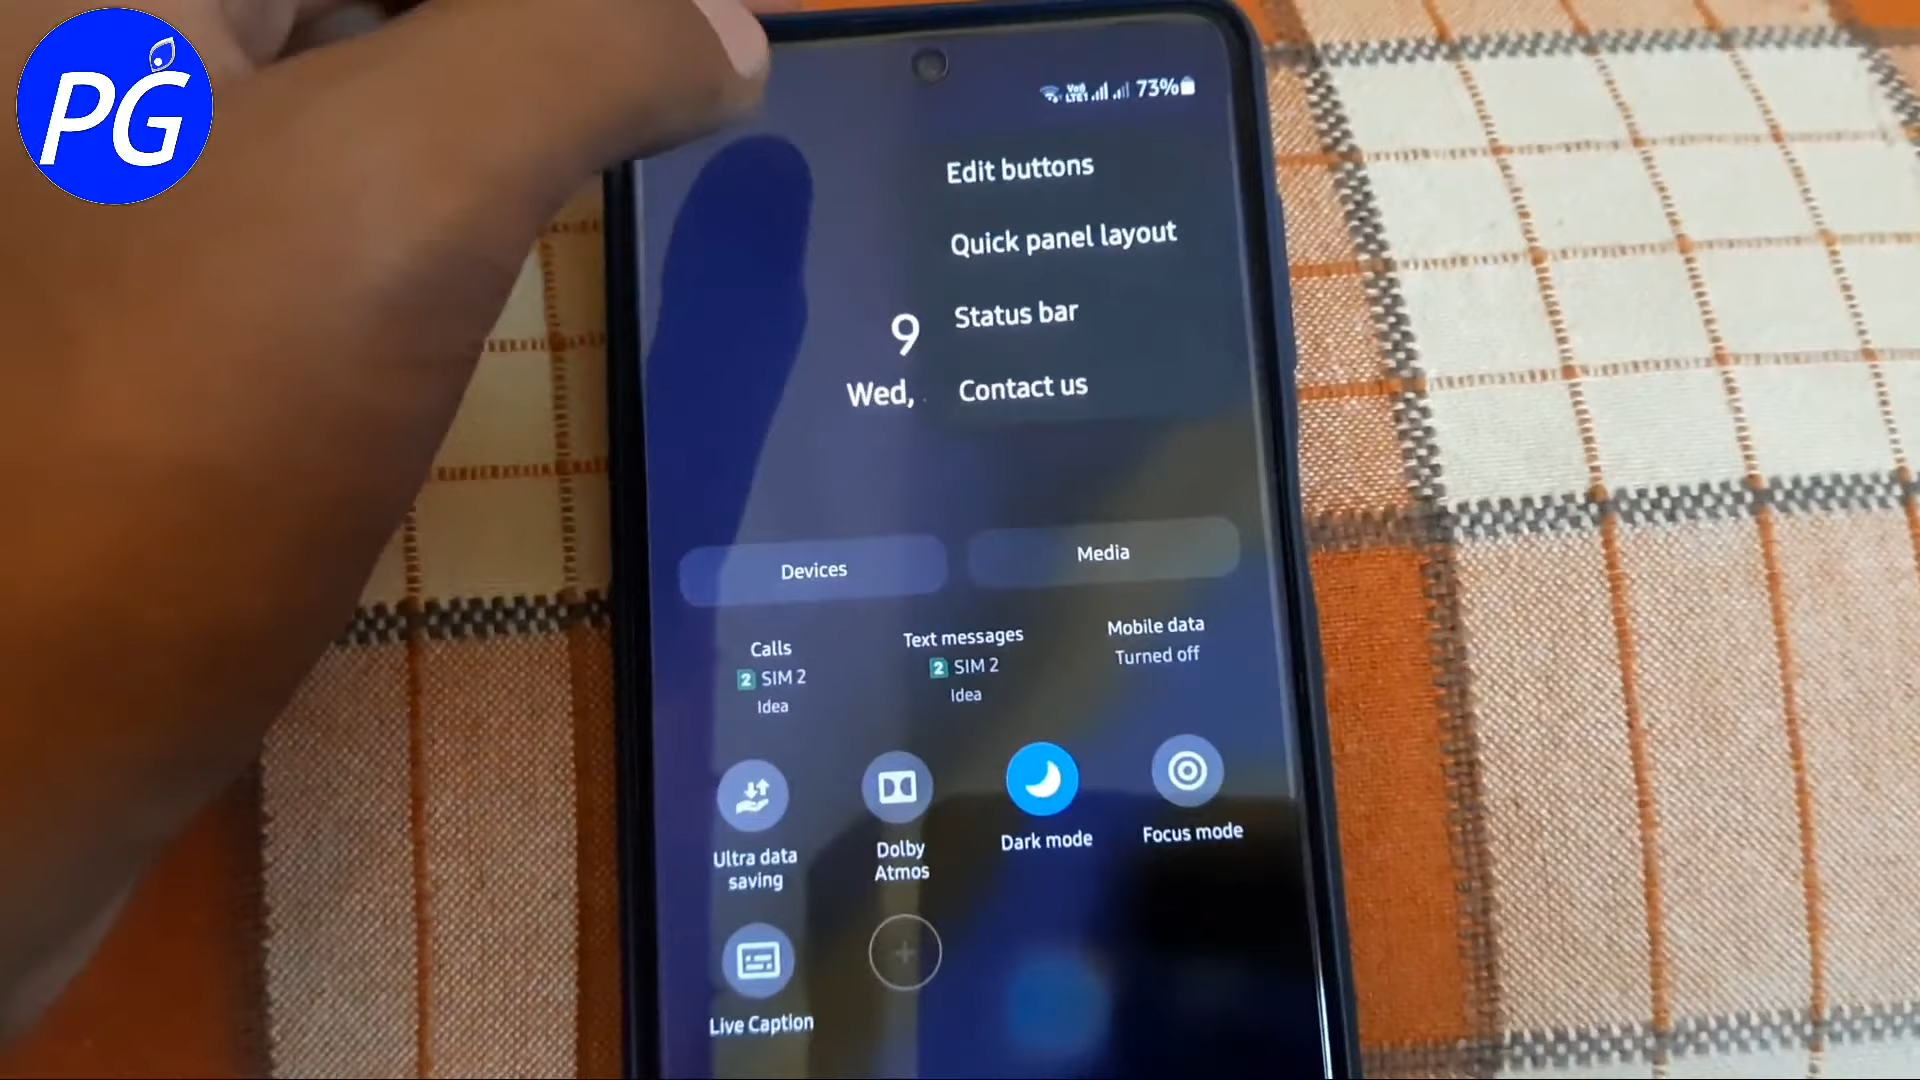 PG
VoD
LTE1
73%
Edit buttons
Quick panel layout
Status bar
Contact us
9
Wed,
Devices
Media
Calls
2 SIM 2
Idea
Text messages
2 SIM 2
Idea
Mobile data
Turned off
Ultra data
saving
Dolby
Atmos
Dark mode
Focus mode
Live Caption